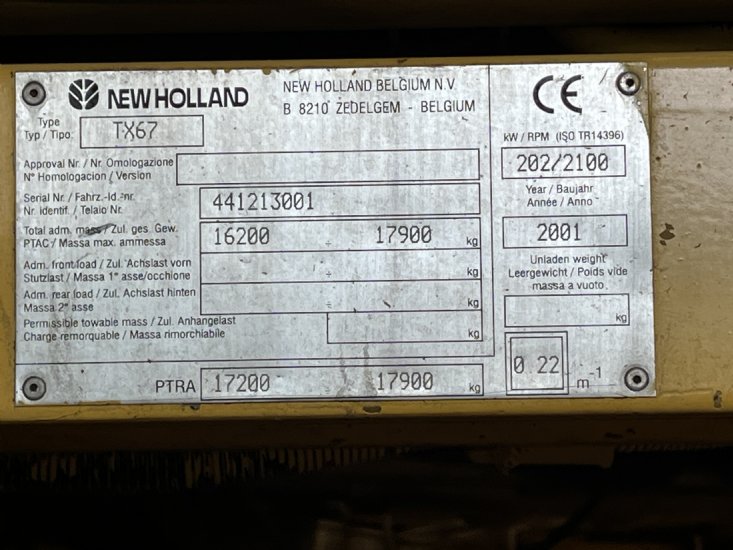 NEW HOLLAND
NEW HOLLAND BELGIUM N.V.
B 8210 ZEDELGEM - BELGIUM
CE
Type
Typ / Tipo:
TX67
kW / RPM (ISO TR14396)
202/2100
Approval Nr. / Nr. Omologazione
N° Homologacion / Version
Serial Nr. / Fahrz.-Id.-nr.
Nr. identif. / Telaio Nr.
441213001
Year / Baujahr
Année / Anno
2001
Total adm. mass / Zul. ges. Gew.
PTAC / Massa max. ammessa
16200 ÷ 17900 kg
Adm. front load / Zul. Achslast vorn
Stutzlast / Massa 1° asse/occhione
÷ kg
Unladen weight
Leergewicht / Poids vide
massa a vuoto
kg
Adm. rear load / Zul. Achslast hinten
Massa 2° asse
÷ kg
Permissible towable mass / Zul. Anhangelast
Charge remorquable / Massa rimorchiabile
kg
PTRA
17200 ÷ 17900 kg
0.22 m-1